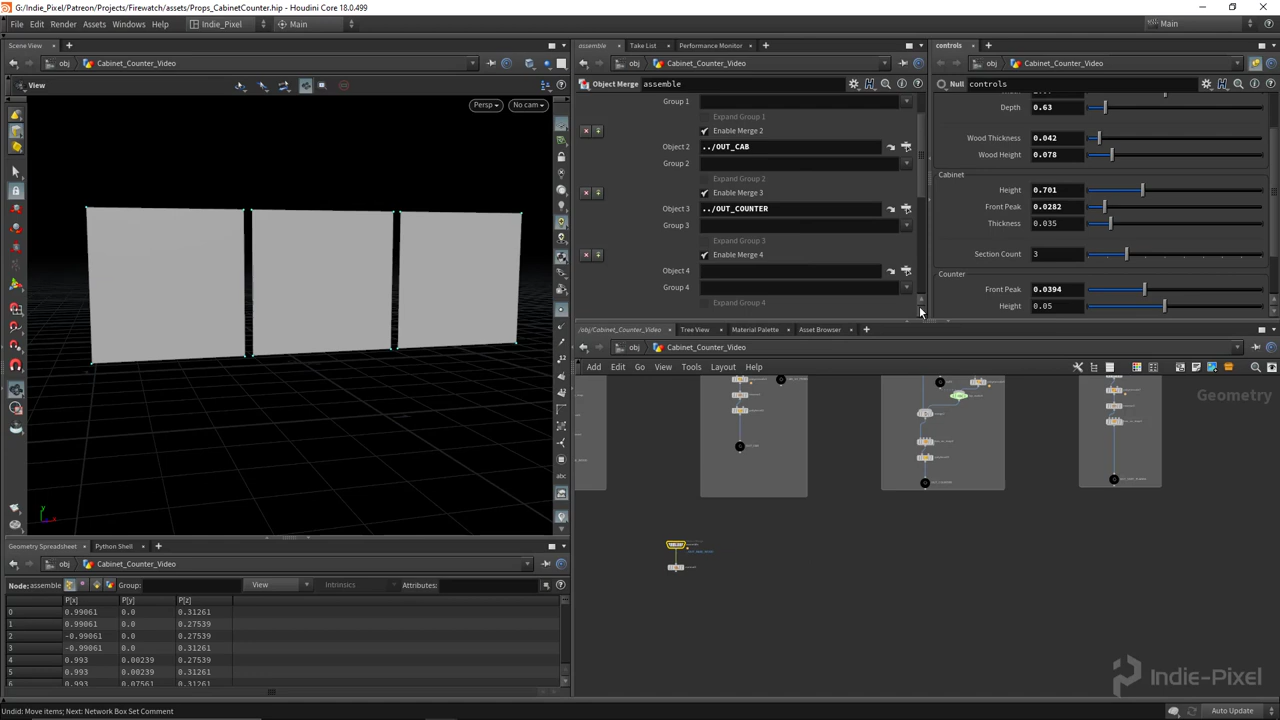 G:/Indie_Pixel/Patreon/Projects/Firewatch/assets/Props_CabinetCounter.hip - Houdini Core 18.0.499
File Edit Render Assets Windows Help Indie_Pixel Main Main
Scene View
obj Cabinet_Counter_Video
View
Persp No cam
abc
y
Geometry Spreadsheet Python Shell
obj Cabinet_Counter_Video
Node: assemble Group: View Intrinsics Attributes:
P[x] P[y] P[z]
0 0.99061 0.0 0.31261
1 0.99061 0.0 0.27539
2 -0.99061 0.0 0.27539
3 -0.99061 0.0 0.31261
4 0.993 0.00239 0.27539
5 0.993 0.00239 0.31261
6 0.993 0.07561 0.31261
assemble Take List Performance Monitor
obj Cabinet_Counter_Video
Object Merge assemble
Group 1
Expand Group 1
Enable Merge 2
Object 2 ../OUT_CAB
Group 2
Expand Group 2
Enable Merge 3
Object 3 ../OUT_COUNTER
Group 3
Expand Group 3
Enable Merge 4
Object 4
Group 4
Expand Group 4
controls
obj Cabinet_Counter_Video
Null controls
Depth 0.63
Wood Thickness 0.042
Wood Height 0.078
Cabinet
Height 0.701
Front Peak 0.0282
Thickness 0.035
Section Count 3
Counter
Front Peak 0.0394
Height 0.05
/obj/Cabinet_Counter_Video Tree View Material Palette Asset Browser
obj Cabinet_Counter_Video
Add Edit Go View Tools Layout Help
Geometry
Indie-Pixel
Undid: Move items; Next: Network Box Set Comment
Auto Update